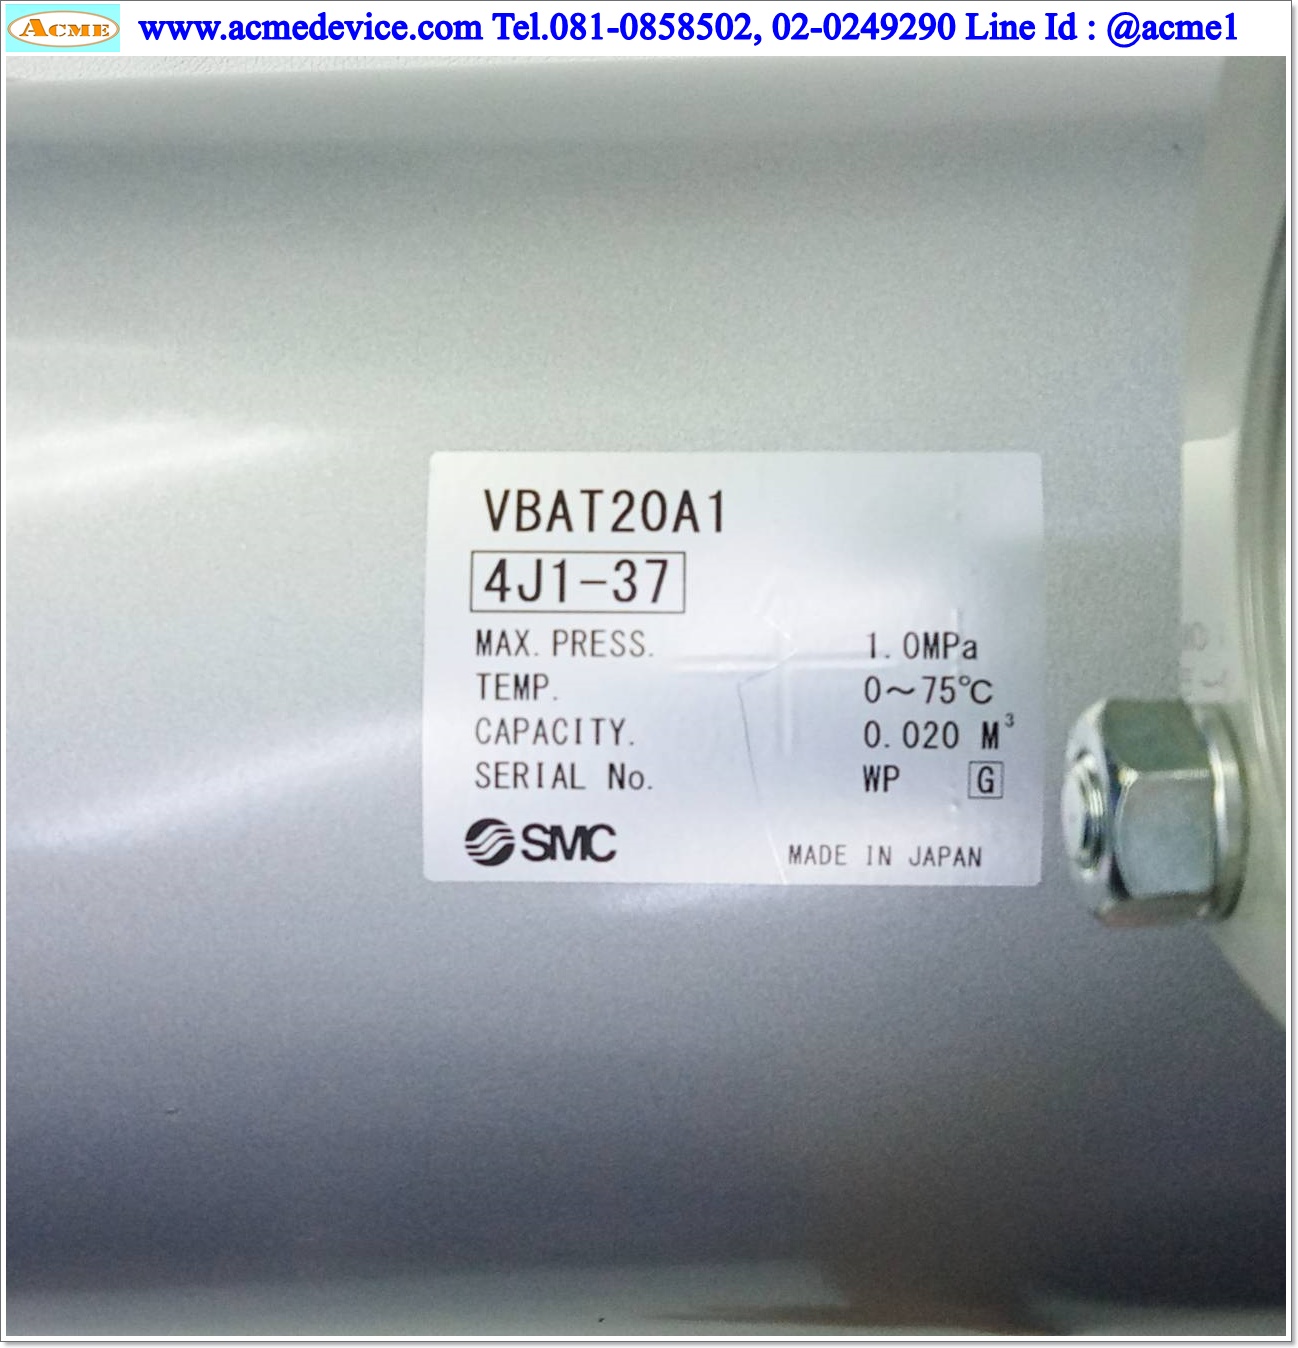 ACME www.acmedevice.com Tel.081-0858502, 02-0249290 Line Id : @acme1
VBAT20A1
4J1-37
MAX. PRESS. 1.0MPa
TEMP. 0~75℃
CAPACITY. 0.020 M³
SERIAL No. WP G
SMC MADE IN JAPAN